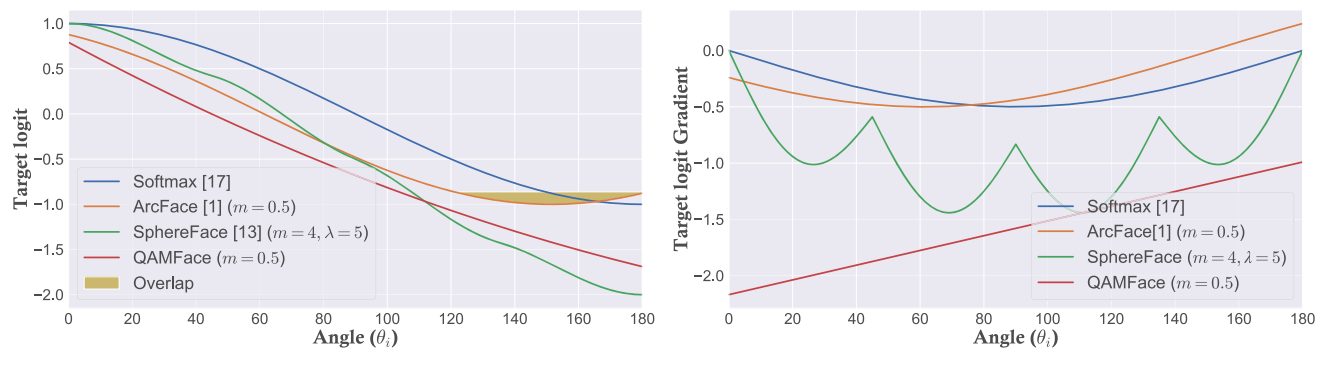 1.0
0.5
0.0
−0.5
−1.0
−1.5
−2.0
Target logit
Softmax [17]
ArcFace [1] (m = 0.5)
SphereFace [13] (m = 4, λ = 5)
QAMFace (m = 0.5)
Overlap
0 20 40 60 80 100 120 140 160 180
Angle (θi)
0.0
−0.5
−1.0
−1.5
−2.0
Target logit Gradient
Softmax [17]
ArcFace[1] (m = 0.5)
SphereFace (m = 4, λ = 5)
QAMFace (m = 0.5)
0 20 40 60 80 100 120 140 160 180
Angle (θi)